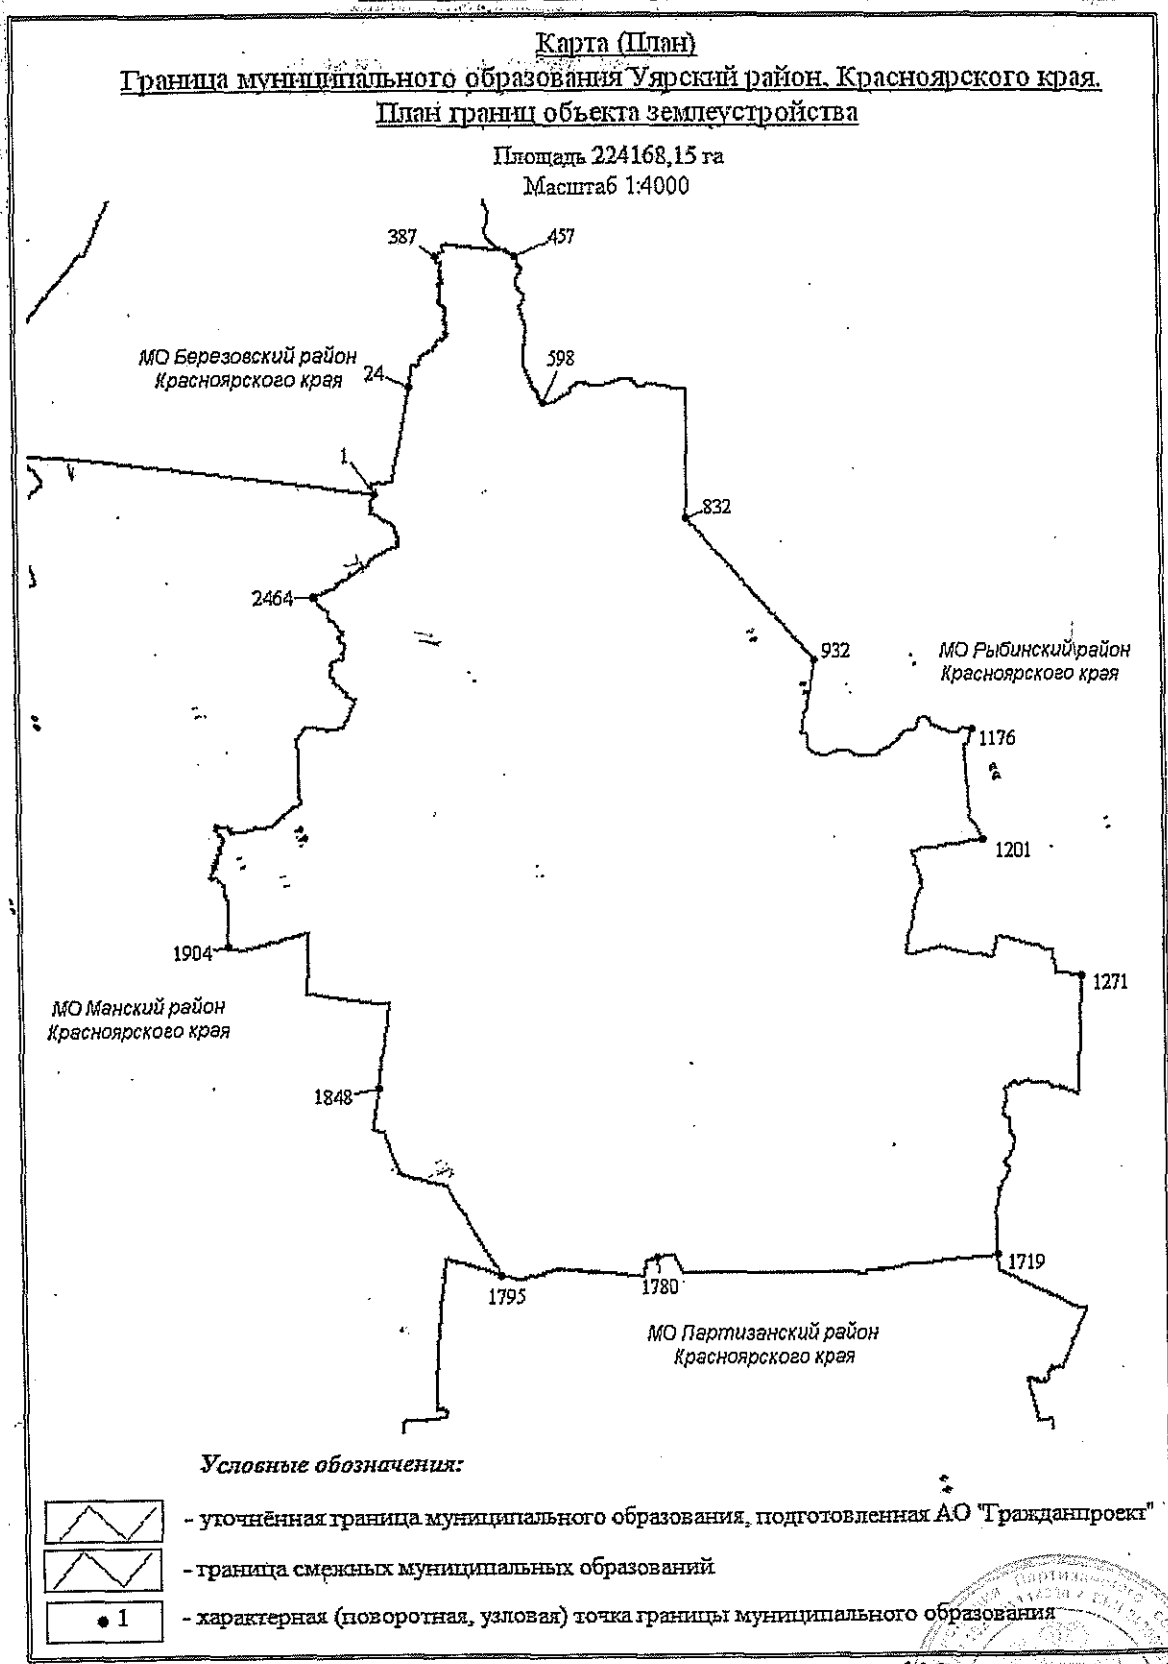 Карта (План)
Граница муниципального образования Уярский район, Красноярского края.
План границ объекта землеустройства
Площадь 224168,15 га
Масштаб 1:4000
387
457
МО Березовский район
Красноярского края
24
598
1
832
2464
932
МО Рыбинский район
Красноярского края
1176
1201
1904
1271
МО Манский район
Красноярского края
1848
1719
1795
1780
МО Партизанский район
Красноярского края
Условные обозначения:
- уточнённая граница муниципального образования, подготовленная АО "Гражданпроект"
- граница смежных муниципальных образований
1
- характерная (поворотная, узловая) точка границы муниципального образования